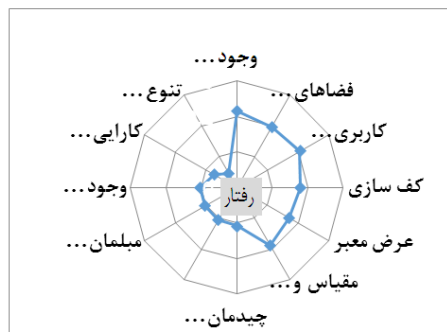 وجود...
فضاهای...
کاربری...
کف سازی
عرض معبر
مقیاس و...
چیدمان...
مبلمان...
وجود...
کارایی...
تنوع...
رفتار